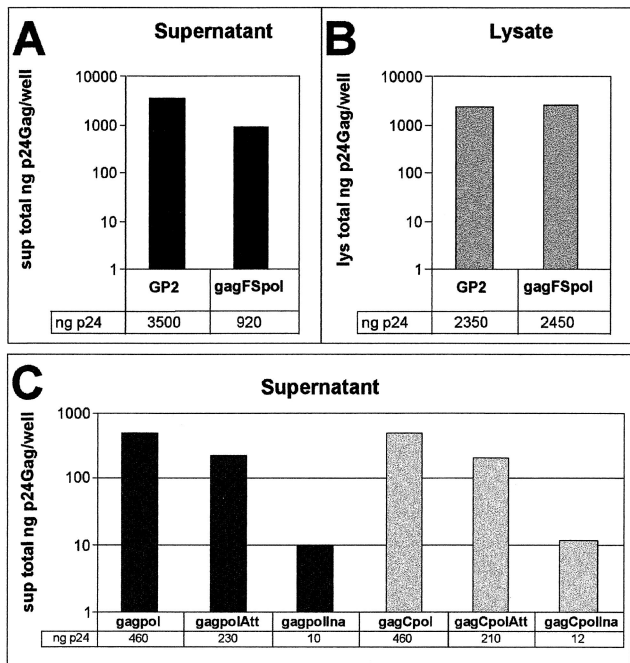 A
Supernatant
sup total ng p24Gag/well
10000
1000
100
10
1
GP2 gagFSpol
ng p24 3500 920
B
Lysate
lys total ng p24Gag/well
10000
1000
100
10
1
GP2 gagFSpol
ng p24 2350 2450
C
Supernatant
sup total ng p24Gag/well
1000
100
10
1
gagpol gagpolAtt gagpolIna gagCpol gagCpolAtt gagCpolIna
ng p24 460 230 10 460 210 12